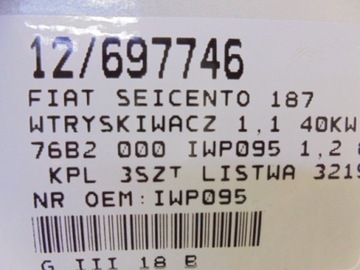 12/697746
FIAT SEICENTO 187
WTRYSKIWACZ 1,1 40KW
76B2 000 IWP095 1,2
KPL 3SZT LISTWA 3219
NR OEM:IWP095
G III 18 B